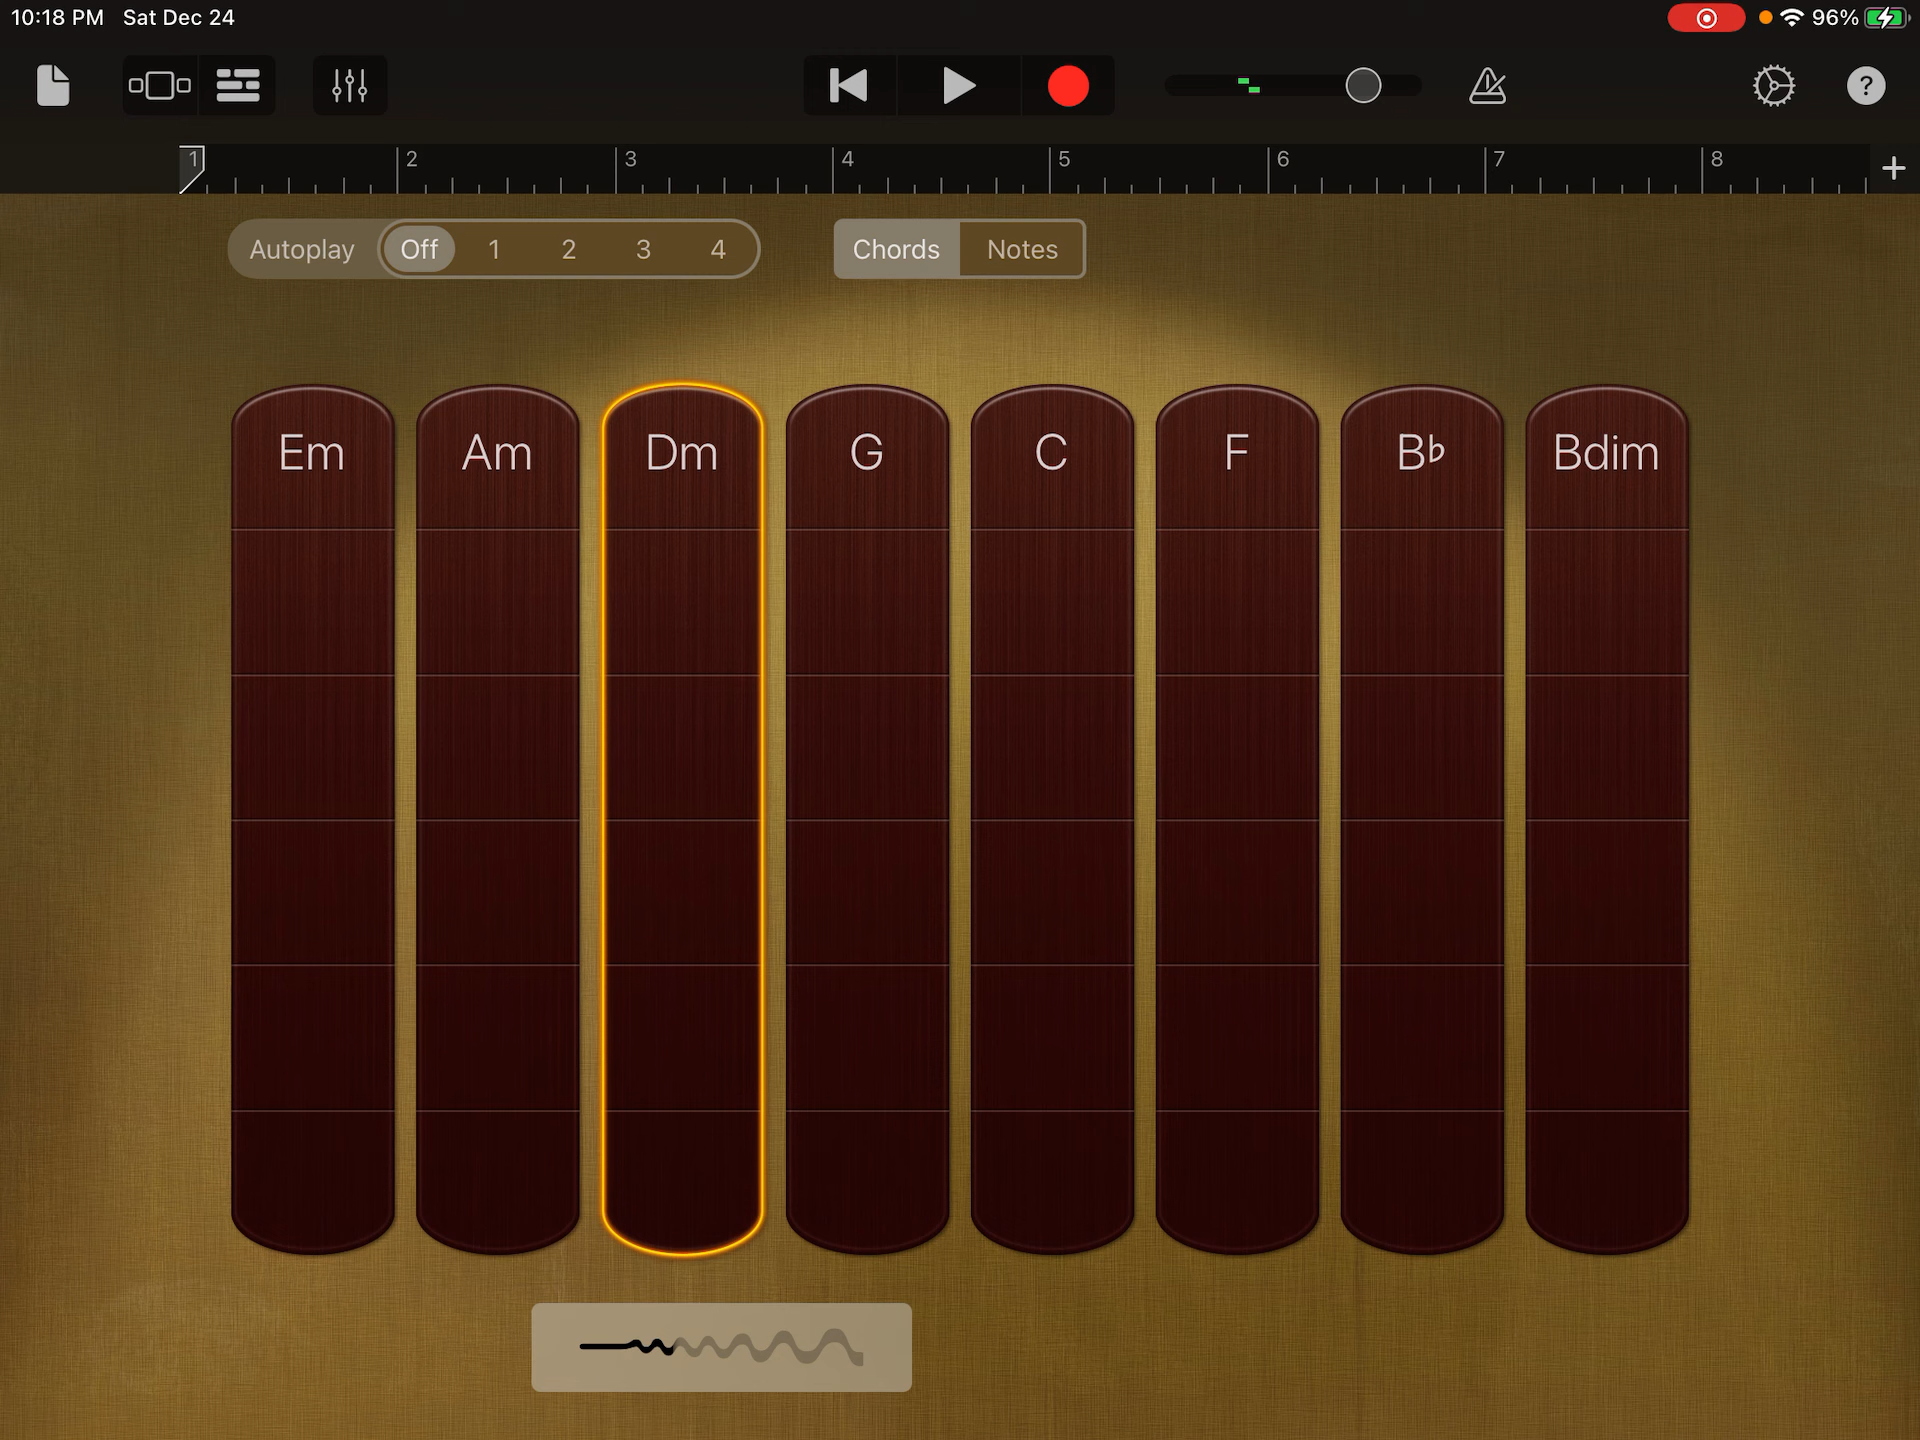 10:18 PM Sat Dec 24 96%
1 2 3 4 5 6 7 8
Autoplay Off 1 2 3 4 Chords Notes
Em Am Dm G C F B♭ Bdim